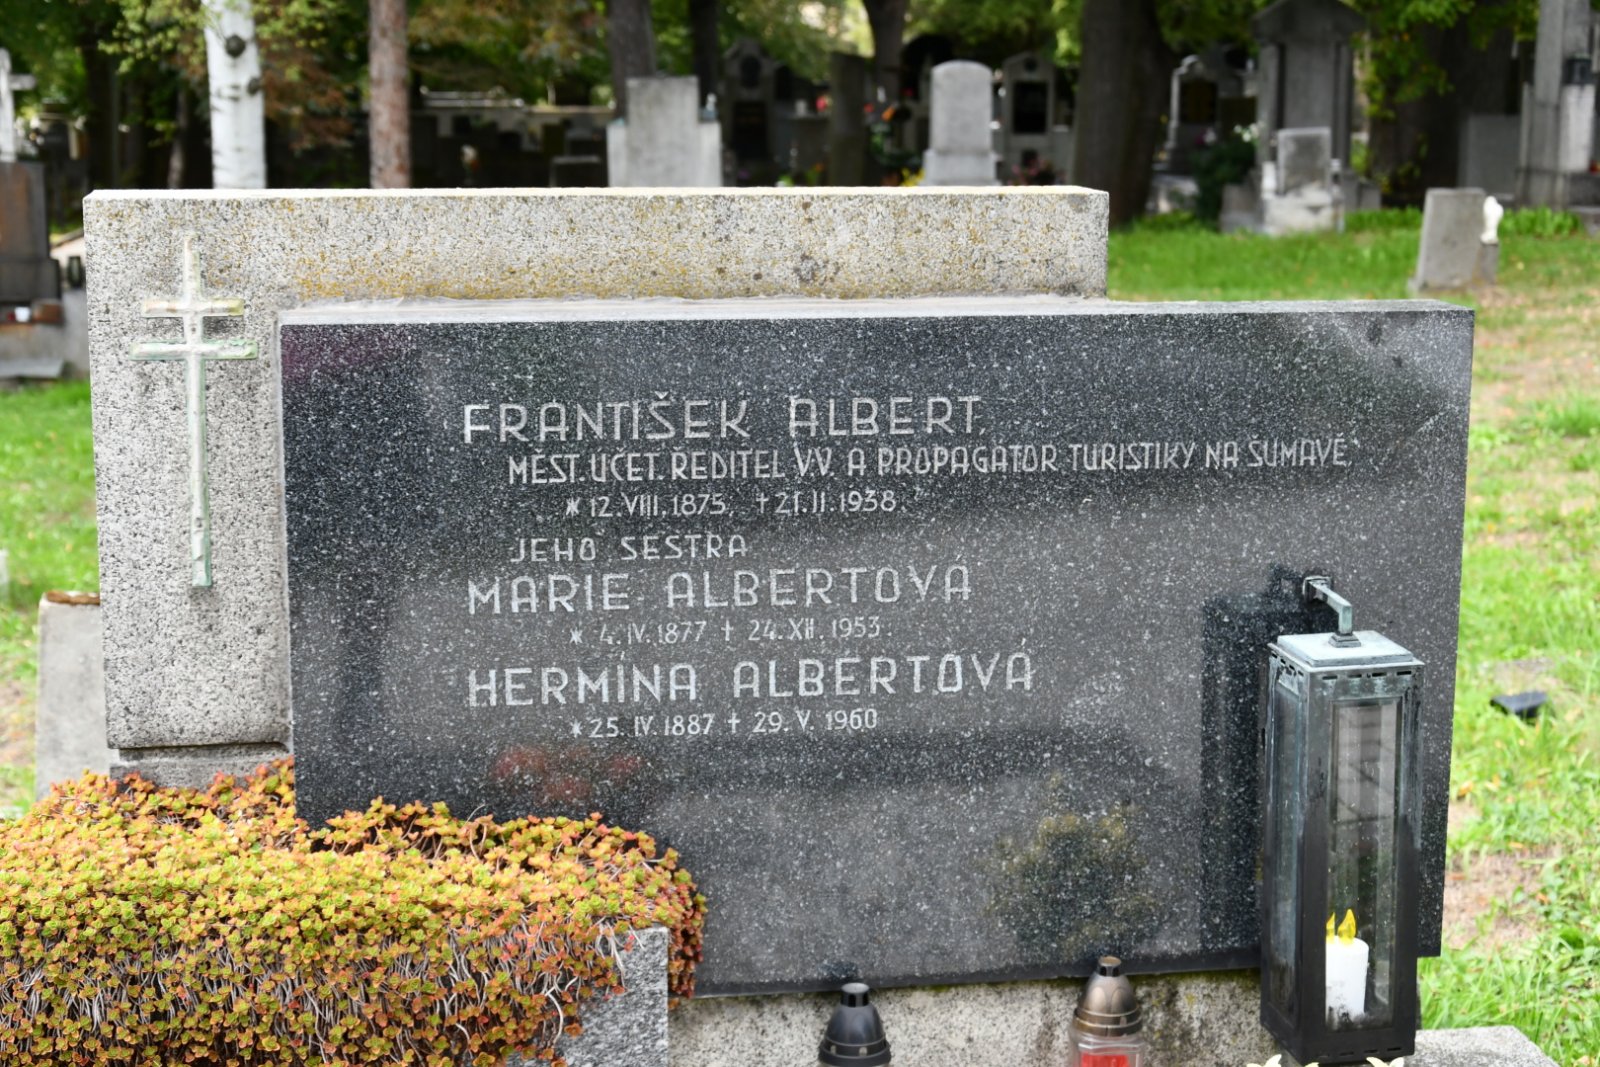 FRANTIŠEK ALBERT,
MĚST. ÚČET. ŘEDITEL V.V. A PROPAGÁTOR TURISTIKY NA ŠUMAVĚ
* 12. VIII. 1875, † 21. II. 1938.
JEHO SESTRA
MARIE ALBERTOVÁ
* 4. IV. 1877 † 24. XII. 1953.
HERMÍNA ALBERTOVÁ
* 25. IV. 1887 † 29. V. 1960